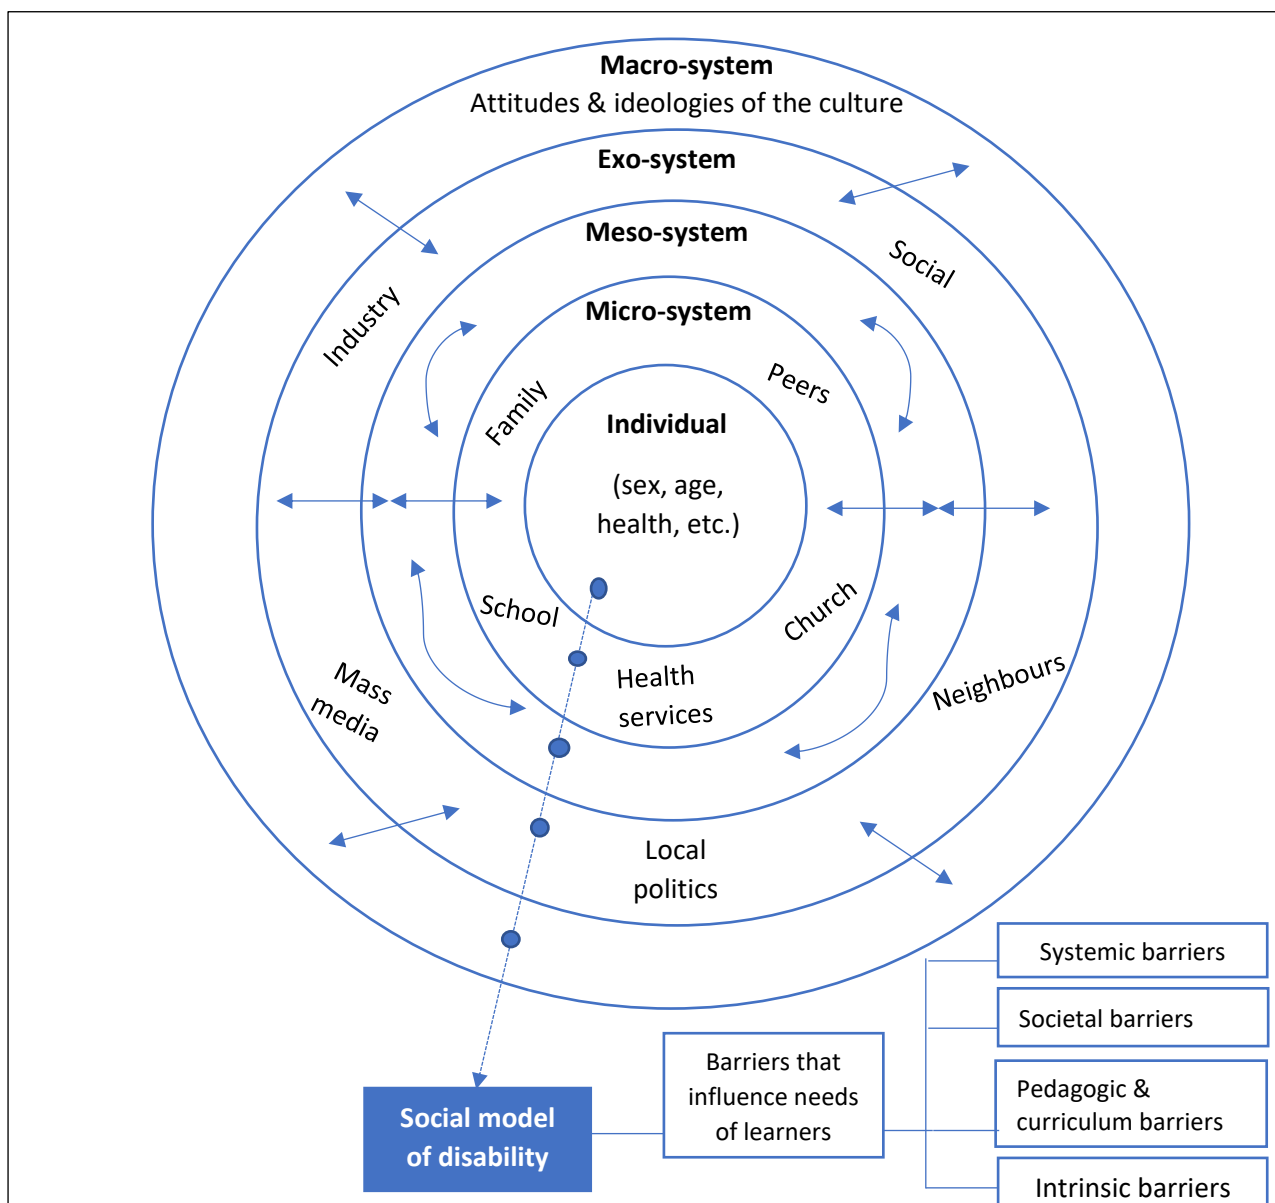 Macro-system
Attitudes & ideologies of the culture
Exo-system
Meso-system
Social
Micro-system
Industry
Peers
Family
Individual
(sex, age,
health, etc.)
School
Church
Health
services
Neighbours
Mass
media
Local
politics
Systemic barriers
Societal barriers
Barriers that
influence needs
of learners
Pedagogic &
curriculum barriers
Social model
of disability
Intrinsic barriers